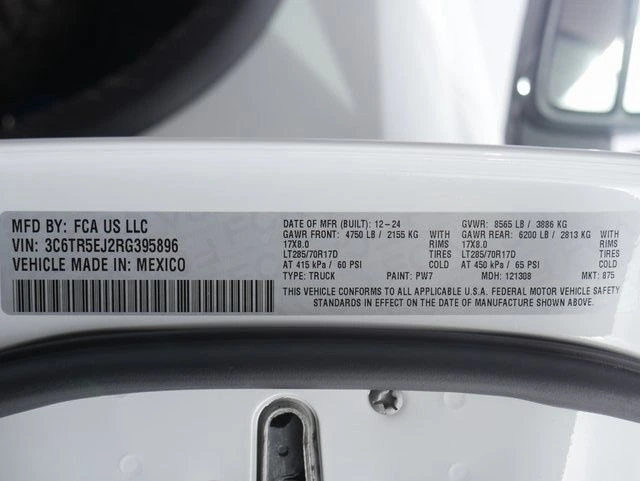 MFD BY: FCA US LLC
VIN: 3C6TR5EJ2RG395896
VEHICLE MADE IN: MEXICO
DATE OF MFR (BUILT): 12-24 GVWR: 8565 LB / 3886 KG
GAWR FRONT: 4750 LB / 2155 KG WITH GAWR REAR: 6200 LB / 2813 KG WITH
17X8.0 RIMS 17X8.0 RIMS
LT285/70R17D TIRES LT285/70R17D TIRES
AT 415 kPa / 60 PSI COLD AT 450 kPa / 65 PSI COLD
TYPE: TRUCK PAINT: PW7 MDH: 121308 MKT: 875
THIS VEHICLE CONFORMS TO ALL APPLICABLE U.S.A. FEDERAL MOTOR VEHICLE SAFETY
STANDARDS IN EFFECT ON THE DATE OF MANUFACTURE SHOWN ABOVE.